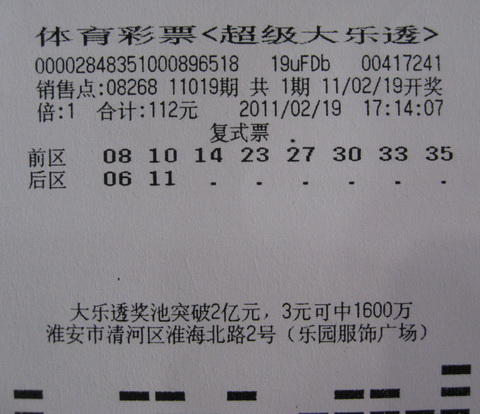 体育彩票<超级大乐透>
00002848351000896518 19uFDb 00417241
销售点:08268 11019期 共 1期 11/02/19开奖
倍:1 合计:112元 2011/02/19 17:14:07
复式票 .
前区 08 10 14 23 27 30 33 35
后区 06 11 . . . . . .
大乐透奖池突破2亿元，3元可中1600万
淮安市清河区淮海北路2号（乐园服饰广场）